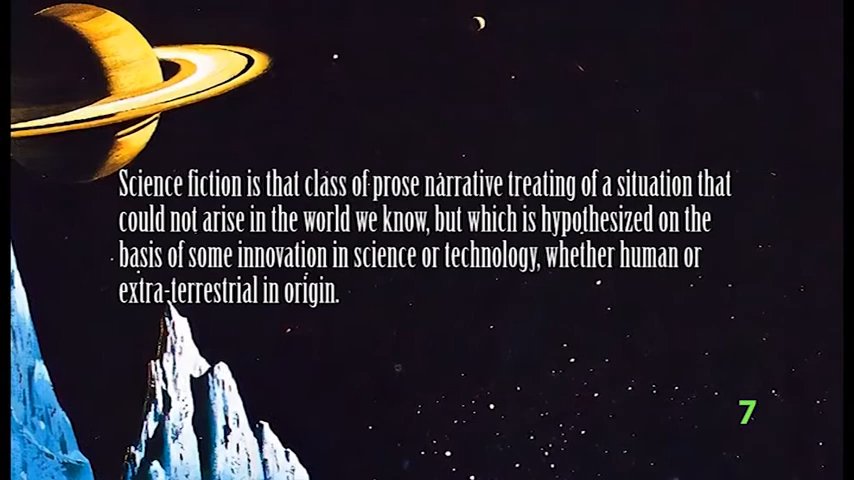 Science fiction is that class of prose narrative treating of a situation that
could not arise in the world we know, but which is hypothesized on the
basis of some innovation in science or technology, whether human or
extra-terrestrial in origin.
7